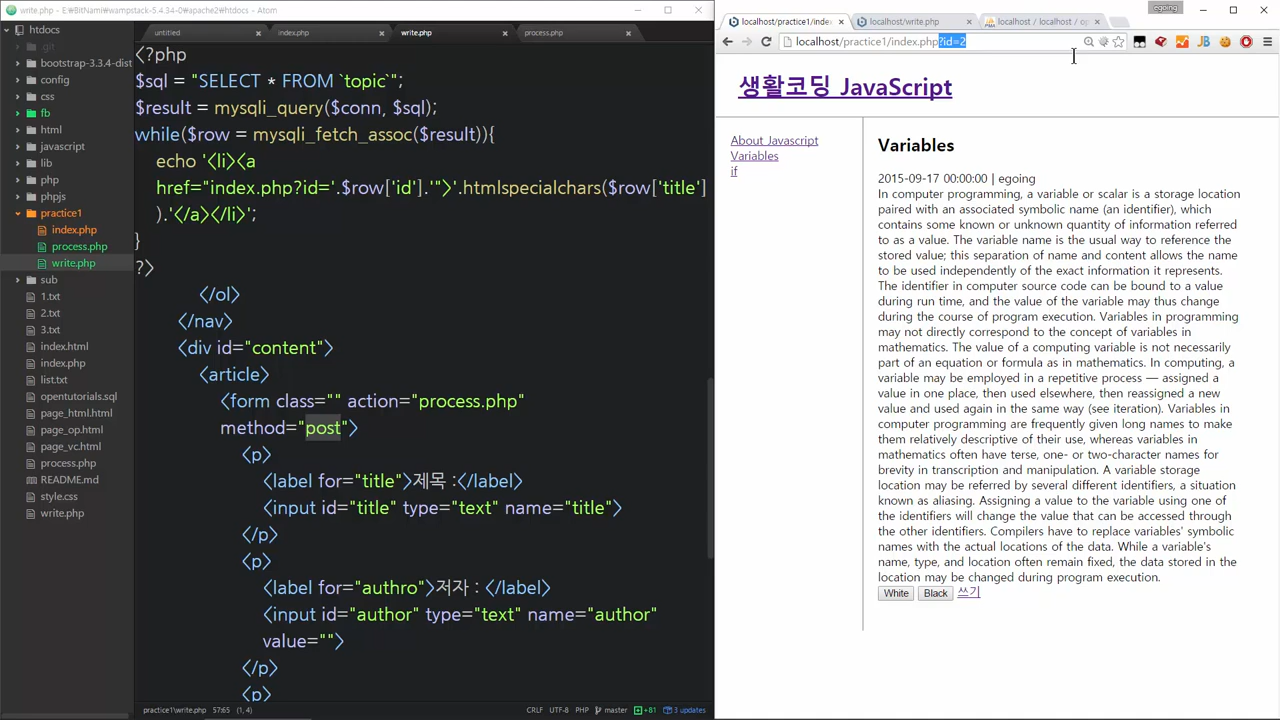 write.php - E:₩BitNami₩wampstack-5.4.34-0₩apache2₩htdocs - Atom
htdocs
.git
bootstrap-3.3.4-dist
config
css
fb
html
javascript
lib
php
phpjs
practice1
index.php
process.php
write.php
sub
1.txt
2.txt
3.txt
index.html
index.php
list.txt
opentutorials.sql
page_html.html
page_op.html
page_vc.html
process.php
README.md
style.css
write.php
untitled
index.php
write.php
process.php
<?php
$sql = "SELECT * FROM `topic`";
$result = mysqli_query($conn, $sql);
while($row = mysqli_fetch_assoc($result)){
echo '<li><a
href="index.php?id='.$row['id'].'">'.htmlspecialchars($row['title']
).'</a></li>';
}
?>
</ol>
</nav>
<div id="content">
<article>
<form class="" action="process.php"
method="post">
<p>
<label for="title">제목 :</label>
<input id="title" type="text" name="title">
</p>
<p>
<label for="authro">저자 : </label>
<input id="author" type="text" name="author"
value="">
</p>
<p>
practice1\write.php 57:65 (1, 4)
CRLF UTF-8 PHP master +81 3 updates
egoing
localhost/practice1/index
localhost/write.php
localhost / localhost / op
localhost/practice1/index.php?id=2
생활코딩 JavaScript
About Javascript
Variables
if
Variables
2015-09-17 00:00:00 | egoing
In computer programming, a variable or scalar is a storage location
paired with an associated symbolic name (an identifier), which
contains some known or unknown quantity of information referred
to as a value. The variable name is the usual way to reference the
stored value; this separation of name and content allows the name
to be used independently of the exact information it represents.
The identifier in computer source code can be bound to a value
during run time, and the value of the variable may thus change
during the course of program execution. Variables in programming
may not directly correspond to the concept of variables in
mathematics. The value of a computing variable is not necessarily
part of an equation or formula as in mathematics. In computing, a
variable may be employed in a repetitive process — assigned a
value in one place, then used elsewhere, then reassigned a new
value and used again in the same way (see iteration). Variables in
computer programming are frequently given long names to make
them relatively descriptive of their use, whereas variables in
mathematics often have terse, one- or two-character names for
brevity in transcription and manipulation. A variable storage
location may be referred by several different identifiers, a situation
known as aliasing. Assigning a value to the variable using one of
the identifiers will change the value that can be accessed through
the other identifiers. Compilers have to replace variables' symbolic
names with the actual locations of the data. While a variable's
name, type, and location often remain fixed, the data stored in the
location may be changed during program execution.
White Black 쓰기